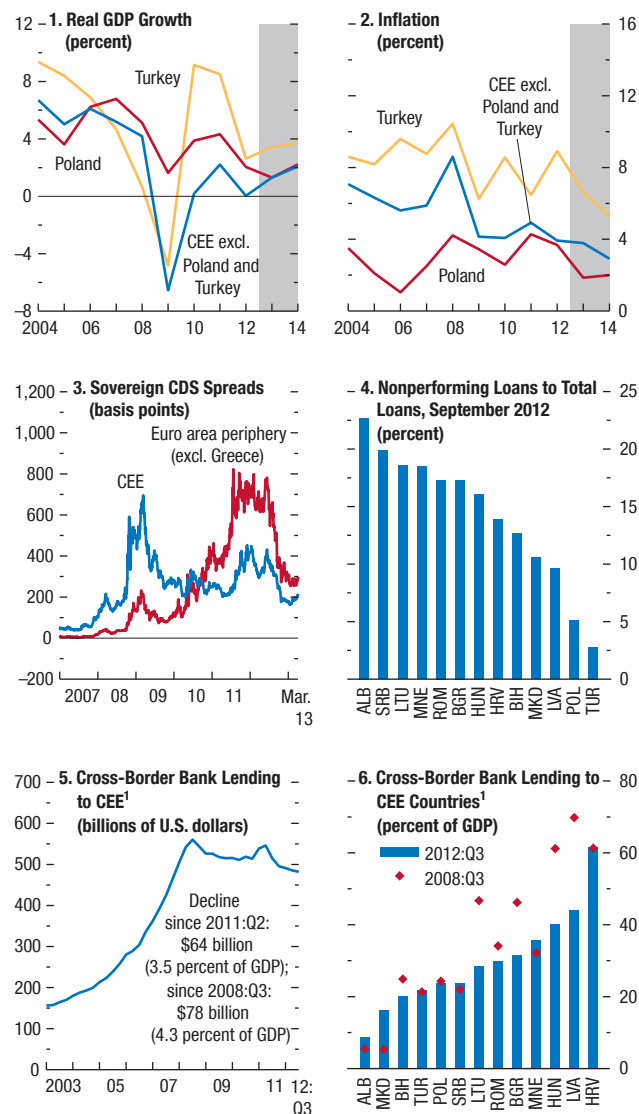 1. Real GDP Growth
(percent)
12
8
4
0
−4
−8
Turkey
Poland
CEE excl.
Poland and
Turkey
2004 06 08 10 12 14
2. Inflation
(percent)
16
12
8
4
0
Turkey
CEE excl.
Poland and
Turkey
Poland
2004 06 08 10 12 14
3. Sovereign CDS Spreads
(basis points)
1,200
1,000
800
600
400
200
0
−200
Euro area periphery
(excl. Greece)
CEE
2007 08 09 10 11 Mar.
13
4. Nonperforming Loans to Total
Loans, September 2012
(percent)
25
20
15
10
5
0
ALB SRB LTU MNE ROM BGR HUN HRV BIH MKD LVA POL TUR
5. Cross-Border Bank Lending
to CEE¹
(billions of U.S. dollars)
700
600
500
400
300
200
100
0
Decline
since 2011:Q2:
$64 billion
(3.5 percent of GDP);
since 2008:Q3:
$78 billion
(4.3 percent of GDP)
2003 05 07 09 11 12:
Q3
6. Cross-Border Bank Lending to
CEE Countries¹
(percent of GDP)
2012:Q3
2008:Q3
80
60
40
20
0
ALB MKD BIH TUR POL SRB LTU ROM BGR MNE HUN LVA HRV